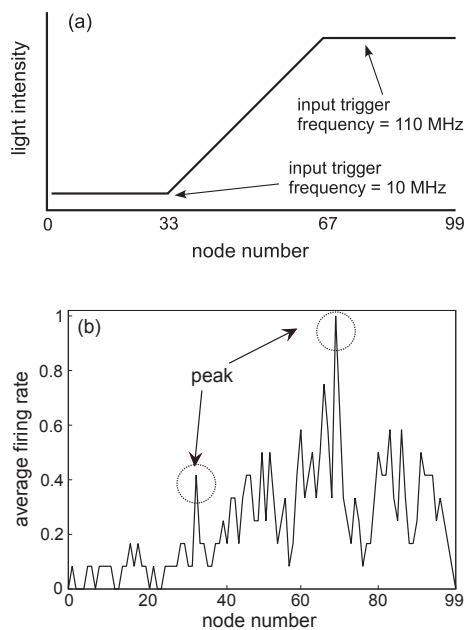 (a)
light intensity
input trigger
frequency = 110 MHz
input trigger
frequency = 10 MHz
0 33 67 99
node number
(b)
peak
average firing rate
1
0.8
0.6
0.4
0.2
0
0 20 40 60 80 99
node number